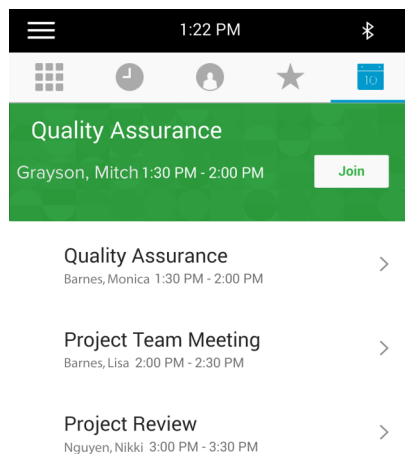 1:22 PM
10
Quality Assurance
Grayson, Mitch 1:30 PM - 2:00 PM
Join
Quality Assurance
Barnes, Monica 1:30 PM - 2:00 PM
Project Team Meeting
Barnes, Lisa 2:00 PM - 2:30 PM
Project Review
Nguyen, Nikki 3:00 PM - 3:30 PM